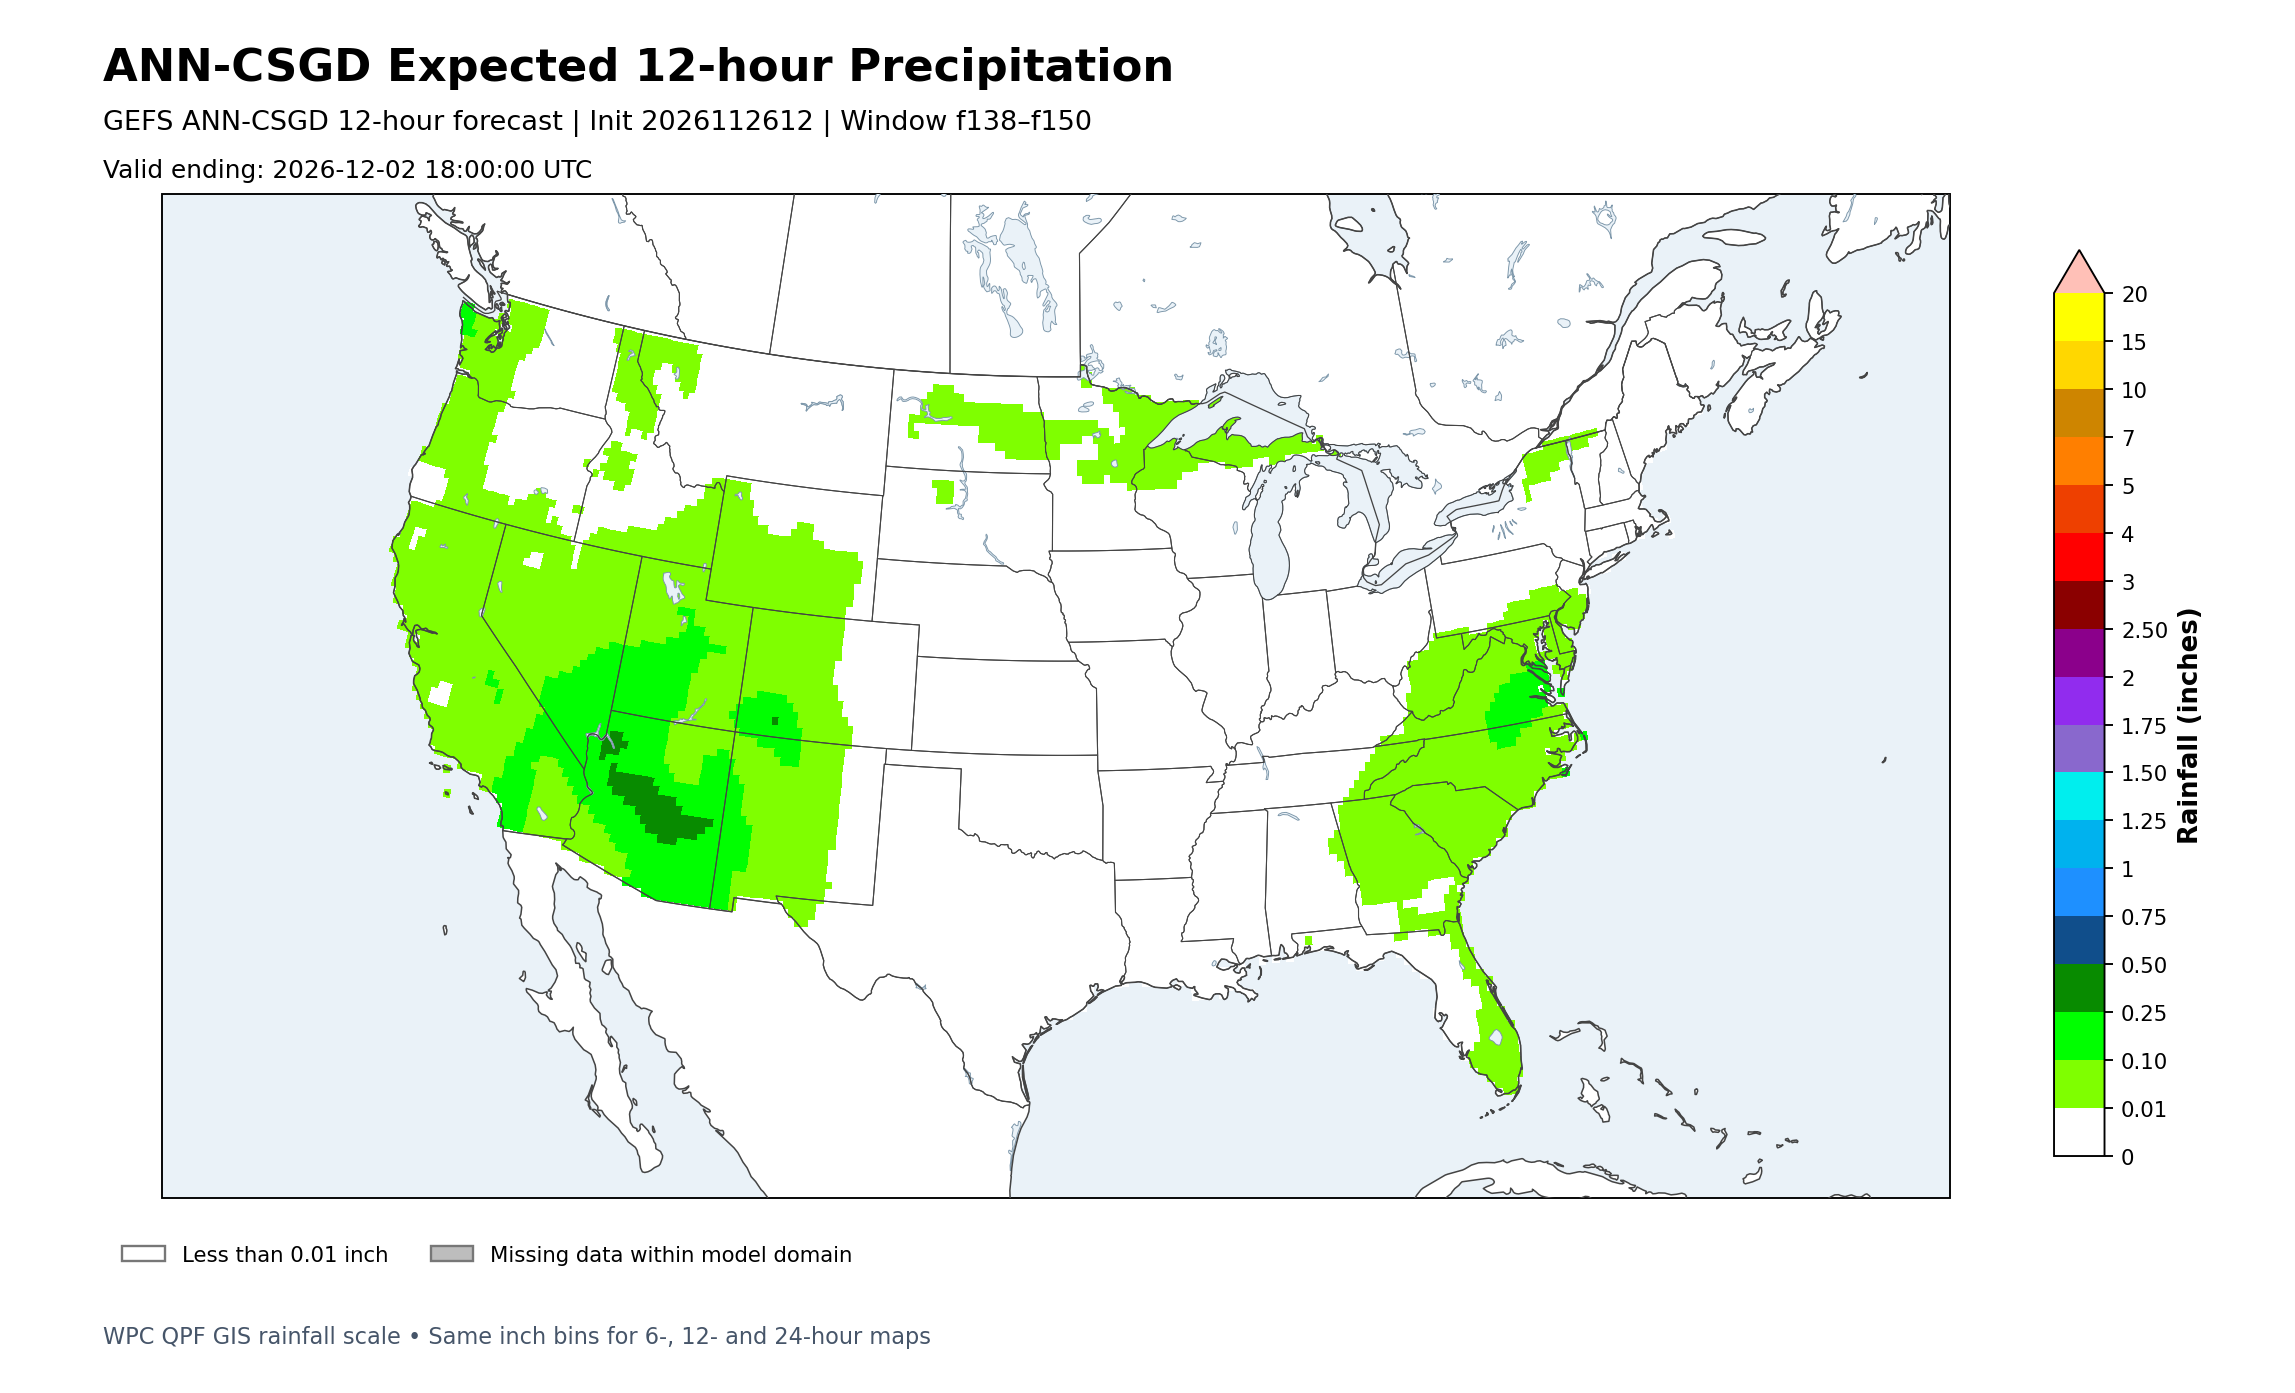 ANN-CSGD Expected 12-hour Precipitation
GEFS ANN-CSGD 12-hour forecast | Init 2026112612 | Window f138–f150
Valid ending: 2026-12-02 18:00:00 UTC
20
15
10
7
5
4
3
2.50
2
1.75
1.50
1.25
1
0.75
0.50
0.25
0.10
0.01
0
Rainfall (inches)
Less than 0.01 inch
Missing data within model domain
WPC QPF GIS rainfall scale • Same inch bins for 6-, 12- and 24-hour maps